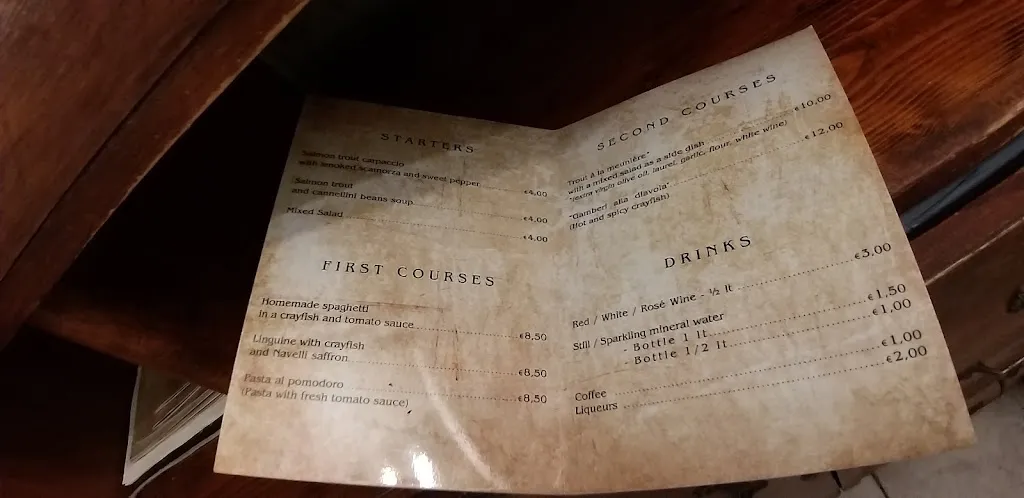 STARTERS
Salmon trout carpaccio
with smoked scamorza and sweet pepper €4,00
Salmon trout
and cannellini beans soup €4,00
Mixed Salad €4,00
FIRST COURSES
Homemade spaghetti
in a crayfish and tomato sauce €8,50
Linguine with crayfish
and Navelli saffron €8,50
Pasta al pomodoro
(Pasta with fresh tomato sauce) €8,50
SECOND COURSES
Trout à la meunière*
with a mixed salad as a side dish €10,00
*(extra virgin olive oil, laurel, garlic, flour, white wine)
"Gamberi alla diavola" €12,00
(Hot and spicy crayfish)
DRINKS
Red / White / Rosé Wine - ½ lt €3,00
Still / Sparkling mineral water
- Bottle 1 lt €1,50
- Bottle 1/2 lt €1,00
Coffee €1,00
Liqueurs €2,00